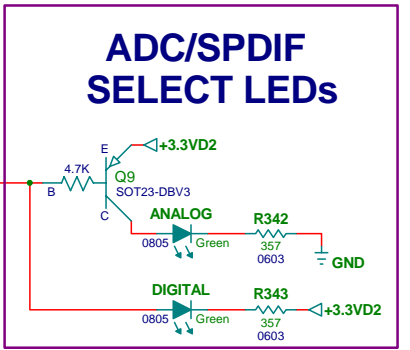 ADC/SPDIF
SELECT LEDs
E
+3.3VD2
4.7K
Q9
B
SOT23-DBV3
C
ANALOG
R342
0805
Green
357
0603
GND
DIGITAL
R343
0805
Green
357
+3.3VD2
0603